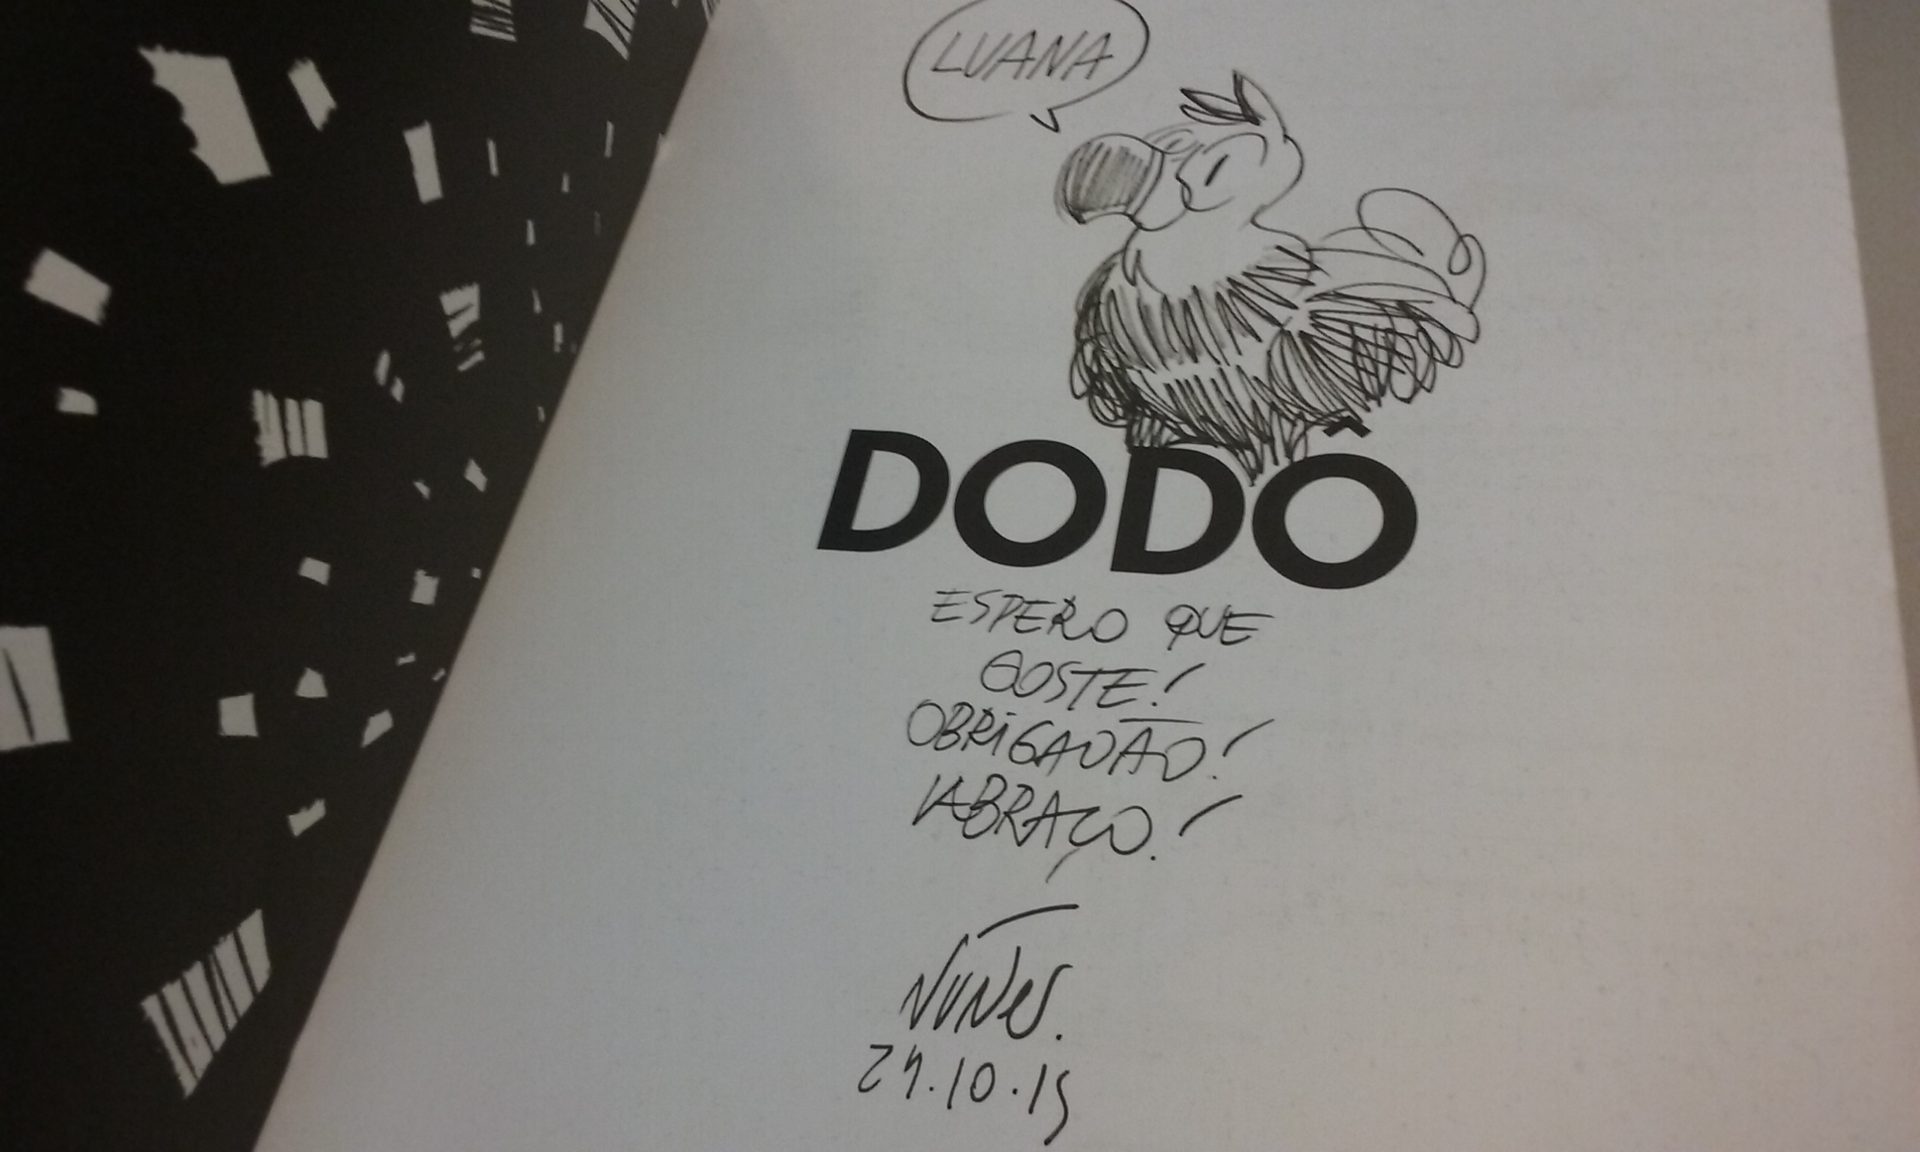 LUANA
DODÔ
ESPERO QUE
GOSTE!
OBRIGADÃO!
ABRAÇO!
NUNES.
24.10.15